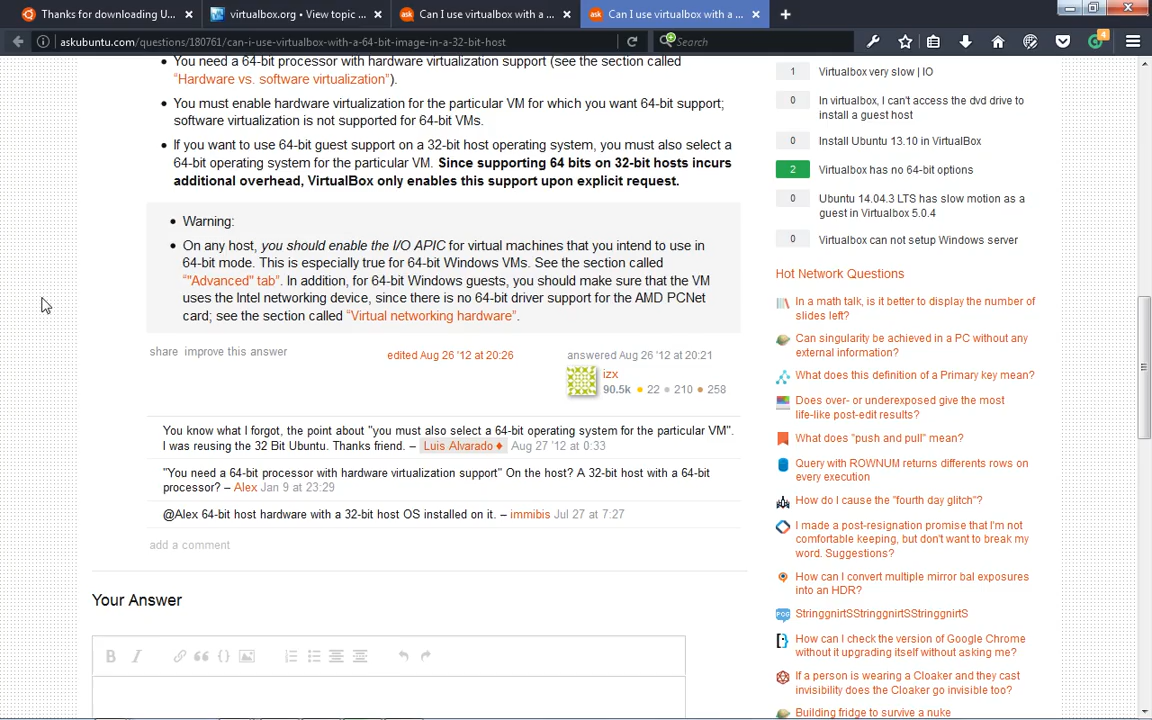 Thanks for downloading U...
virtualbox.org • View topic ...
Can I use virtualbox with a ...
Can I use virtualbox with a ...
askubuntu.com/questions/180761/can-i-use-virtualbox-with-a-64-bit-image-in-a-32-bit-host
Search
4
You need a 64-bit processor with hardware virtualization support (see the section called
“Hardware vs. software virtualization”).
You must enable hardware virtualization for the particular VM for which you want 64-bit support;
software virtualization is not supported for 64-bit VMs.
If you want to use 64-bit guest support on a 32-bit host operating system, you must also select a
64-bit operating system for the particular VM. Since supporting 64 bits on 32-bit hosts incurs
additional overhead, VirtualBox only enables this support upon explicit request.
Warning:
On any host, you should enable the I/O APIC for virtual machines that you intend to use in
64-bit mode. This is especially true for 64-bit Windows VMs. See the section called
“"Advanced" tab”. In addition, for 64-bit Windows guests, you should make sure that the VM
uses the Intel networking device, since there is no 64-bit driver support for the AMD PCNet
card; see the section called “Virtual networking hardware”.
share improve this answer
edited Aug 26 '12 at 20:26
answered Aug 26 '12 at 20:21
izx
90.5k 22 210 258
You know what I forgot, the point about "you must also select a 64-bit operating system for the particular VM".
I was reusing the 32 Bit Ubuntu. Thanks friend. – Luis Alvarado ♦ Aug 27 '12 at 0:33
"You need a 64-bit processor with hardware virtualization support" On the host? A 32-bit host with a 64-bit
processor? – Alex Jan 9 at 23:29
@Alex 64-bit host hardware with a 32-bit host OS installed on it. – immibis Jul 27 at 7:27
add a comment
Your Answer
B I
1 Virtualbox very slow | IO
0 In virtualbox, I can't access the dvd drive to
install a guest host
0 Install Ubuntu 13.10 in VirtualBox
2 Virtualbox has no 64-bit options
0 Ubuntu 14.04.3 LTS has slow motion as a
guest in Virtualbox 5.0.4
0 Virtualbox can not setup Windows server
Hot Network Questions
In a math talk, is it better to display the number of
slides left?
Can singularity be achieved in a PC without any
external information?
What does this definition of a Primary key mean?
Does over- or underexposed give the most
life-like post-edit results?
What does "push and pull" mean?
Query with ROWNUM returns differents rows on
every execution
How do I cause the "fourth day glitch"?
I made a post-resignation promise that I'm not
comfortable keeping, but don't want to break my
word. Suggestions?
How can I convert multiple mirror bal exposures
into an HDR?
StringgnirtSStringgnirtSStringgnirtS
How can I check the version of Google Chrome
without it upgrading itself without asking me?
If a person is wearing a Cloaker and they cast
invisibility does the Cloaker go invisible too?
Building fridge to survive a nuke